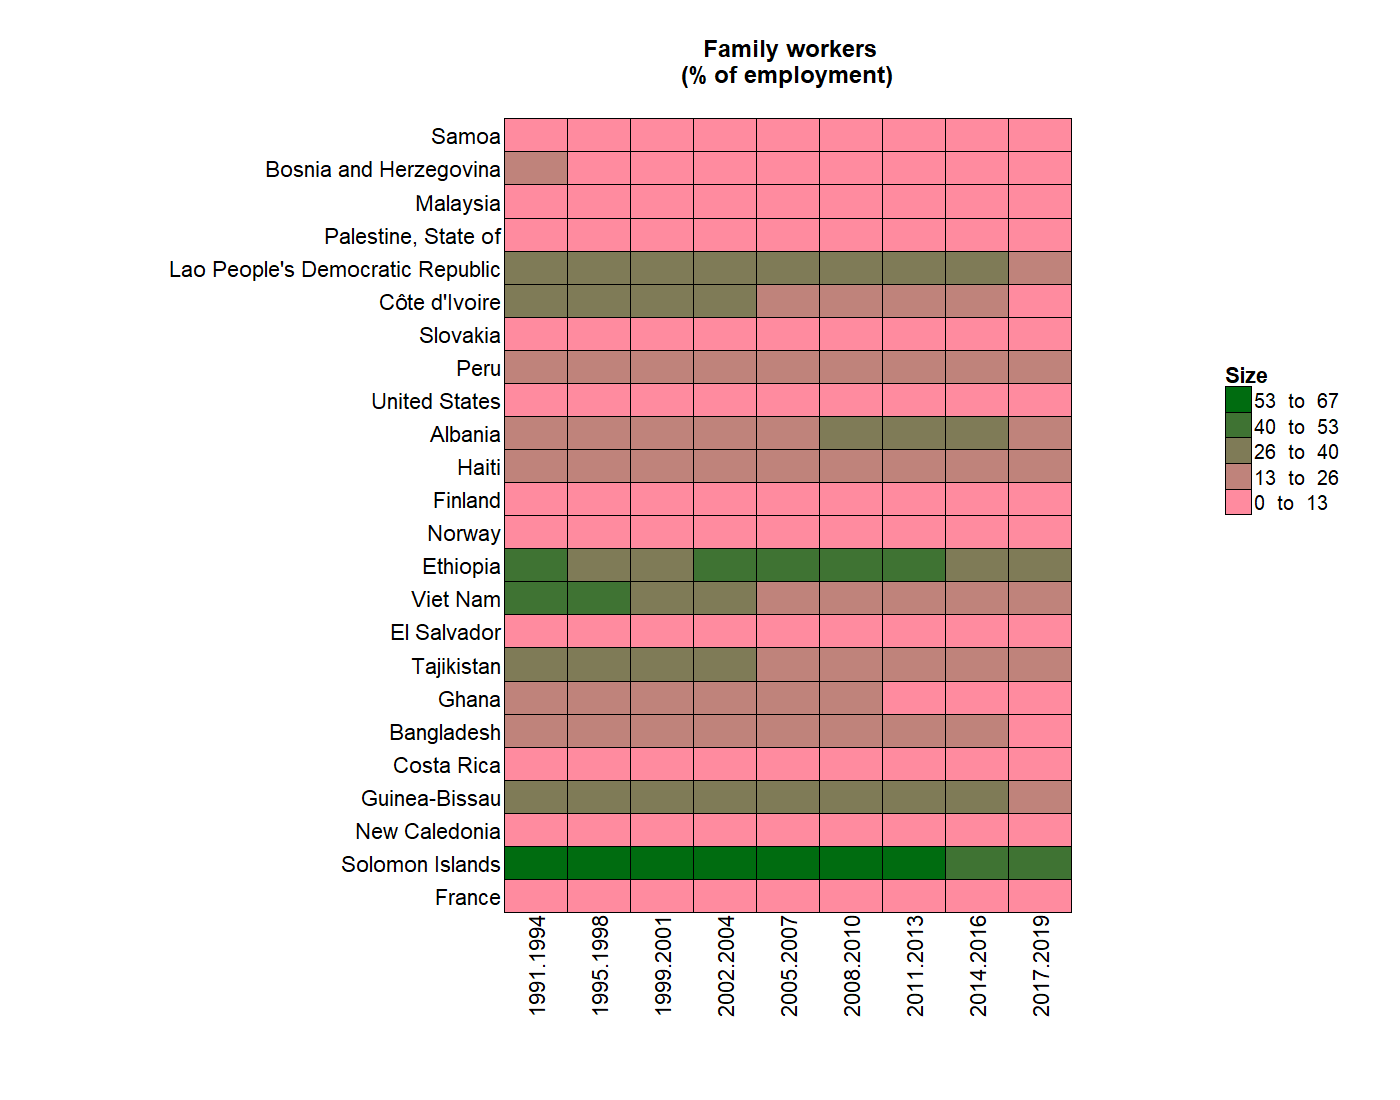 Family workers
(% of employment)
Samoa
Bosnia and Herzegovina
Malaysia
Palestine, State of
Lao People's Democratic Republic
Côte d'Ivoire
Slovakia
Peru
United States
Albania
Haiti
Finland
Norway
Ethiopia
Viet Nam
El Salvador
Tajikistan
Ghana
Bangladesh
Costa Rica
Guinea-Bissau
New Caledonia
Solomon Islands
France
1991.1994
1995.1998
1999.2001
2002.2004
2005.2007
2008.2010
2011.2013
2014.2016
2017.2019
Size
53 to 67
40 to 53
26 to 40
13 to 26
0 to 13